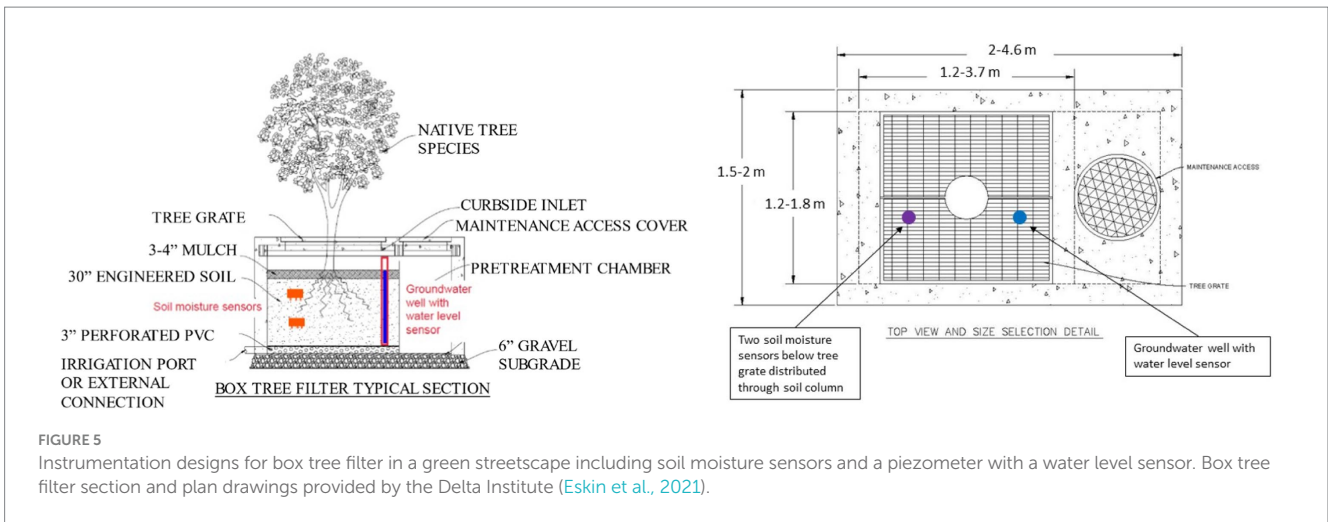 NATIVE TREE
SPECIES
TREE GRATE
CURBSIDE INLET
MAINTENANCE ACCESS COVER
3-4” MULCH
30” ENGINEERED SOIL
PRETREATMENT CHAMBER
Soil moisture sensors
Groundwater
well with
water level
sensor
3” PERFORATED PVC
IRRIGATION PORT
OR EXTERNAL
CONNECTION
6” GRAVEL
SUBGRADE
BOX TREE FILTER TYPICAL SECTION
2-4.6 m
1.2-3.7 m
1.5-2 m
1.2-1.8 m
MAINTENANCE ACCESS
TREE GRATE
TOP VIEW AND SIZE SELECTION DETAIL
Two soil moisture
sensors below tree
grate distributed
through soil column
Groundwater well with
water level sensor
FIGURE 5
Instrumentation designs for box tree filter in a green streetscape including soil moisture sensors and a piezometer with a water level sensor. Box tree
filter section and plan drawings provided by the Delta Institute (Eskin et al., 2021).